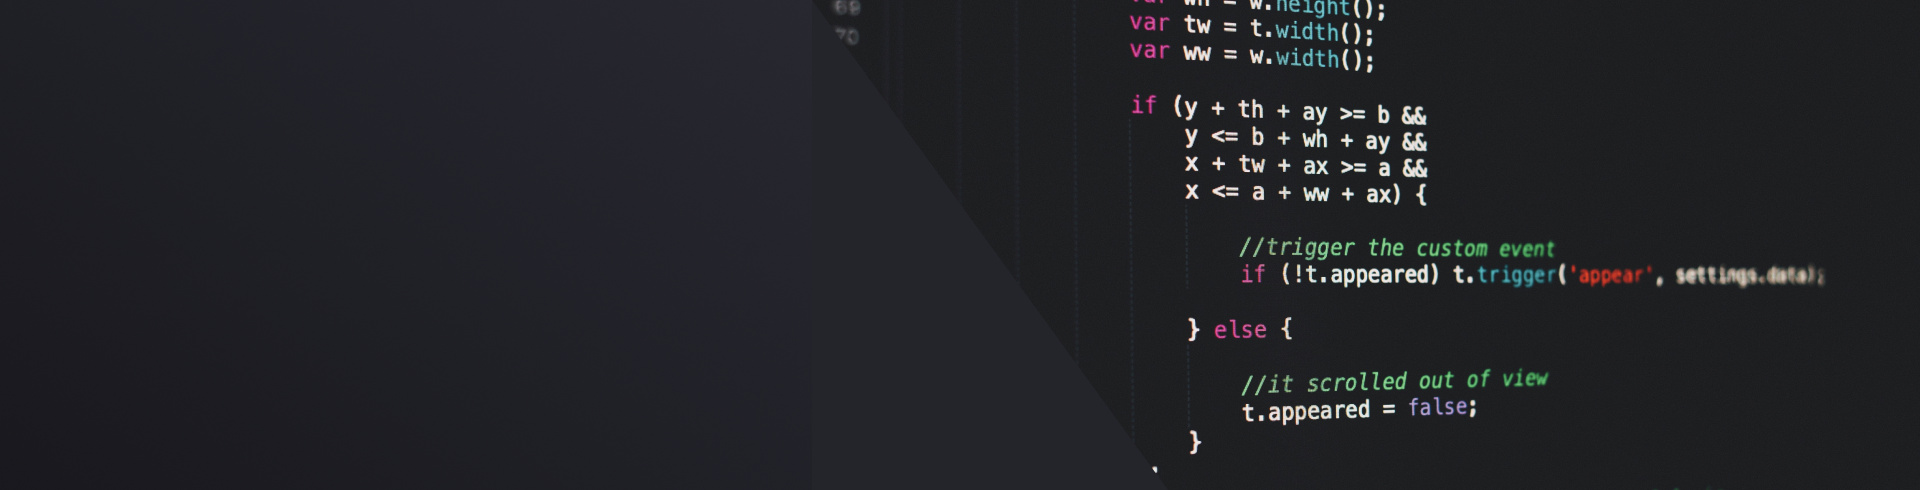 69
70
var wh = w.height();
var tw = t.width();
var ww = w.width();
if (y + th + ay >= b &&
y <= b + wh + ay &&
x + tw + ax >= a &&
x <= a + ww + ax) {
//trigger the custom event
if (!t.appeared) t.trigger('appear', settings.data);
} else {
//it scrolled out of view
t.appeared = false;
}